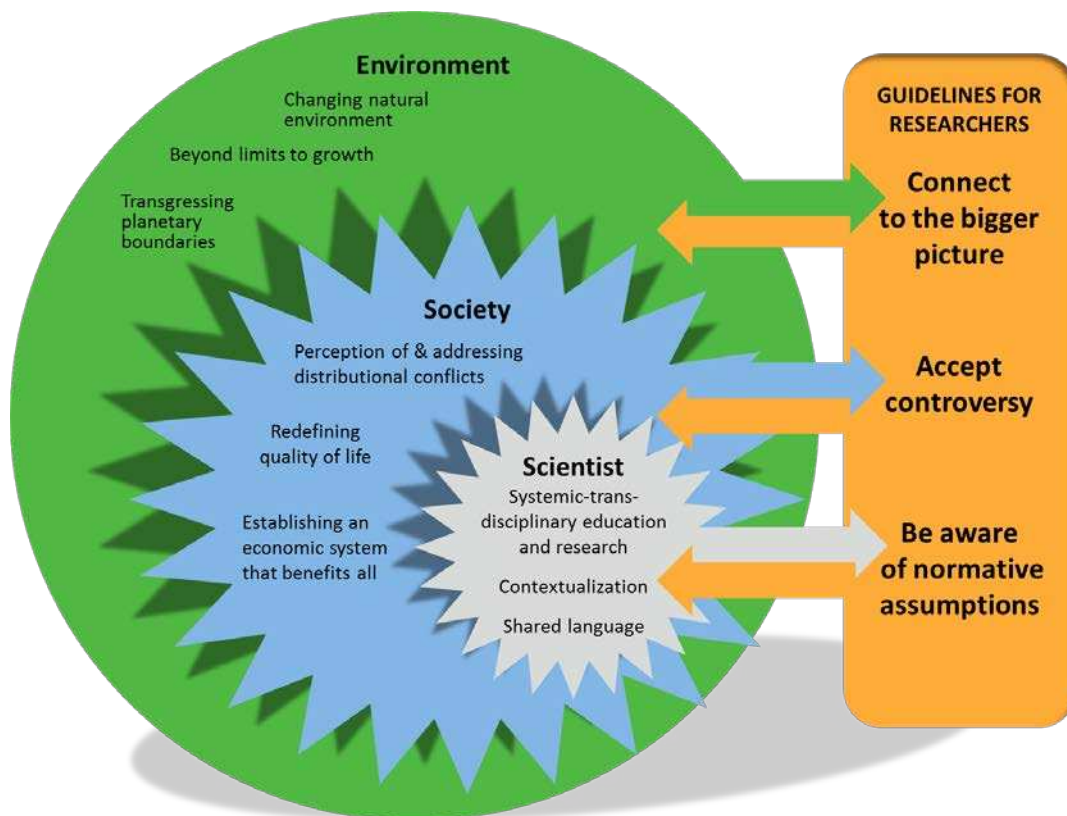 Environment
Changing natural
environment
Beyond limits to growth
Transgressing
planetary
boundaries
Society
Perception of & addressing
distributional conflicts
Redefining
quality of life
Establishing an
economic system
that benefits all
Scientist
Systemic-trans-
disciplinary education
and research
Contextualization
Shared language
GUIDELINES FOR
RESEARCHERS
Connect
to the bigger
picture
Accept
controversy
Be aware
of normative
assumptions